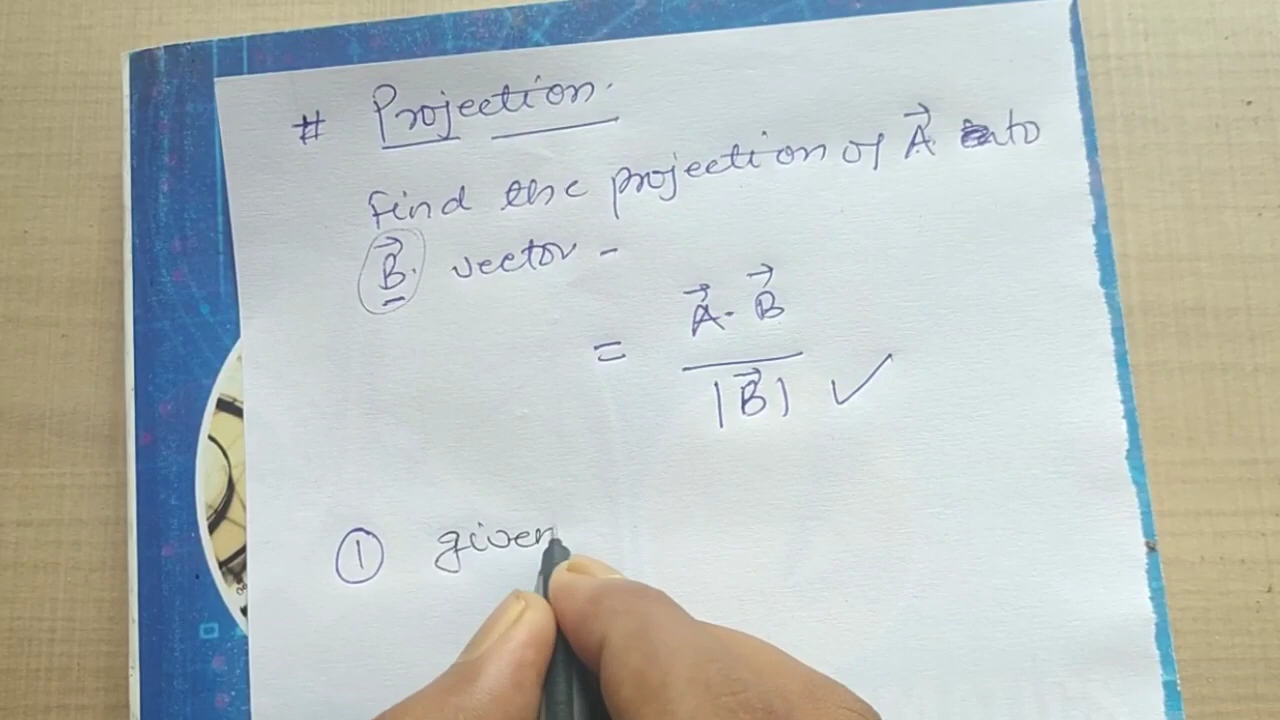 # Projection.
find the projection of A⃗ onto
B⃗. vector -
= A⃗ · B⃗
|B⃗| ✓
① given